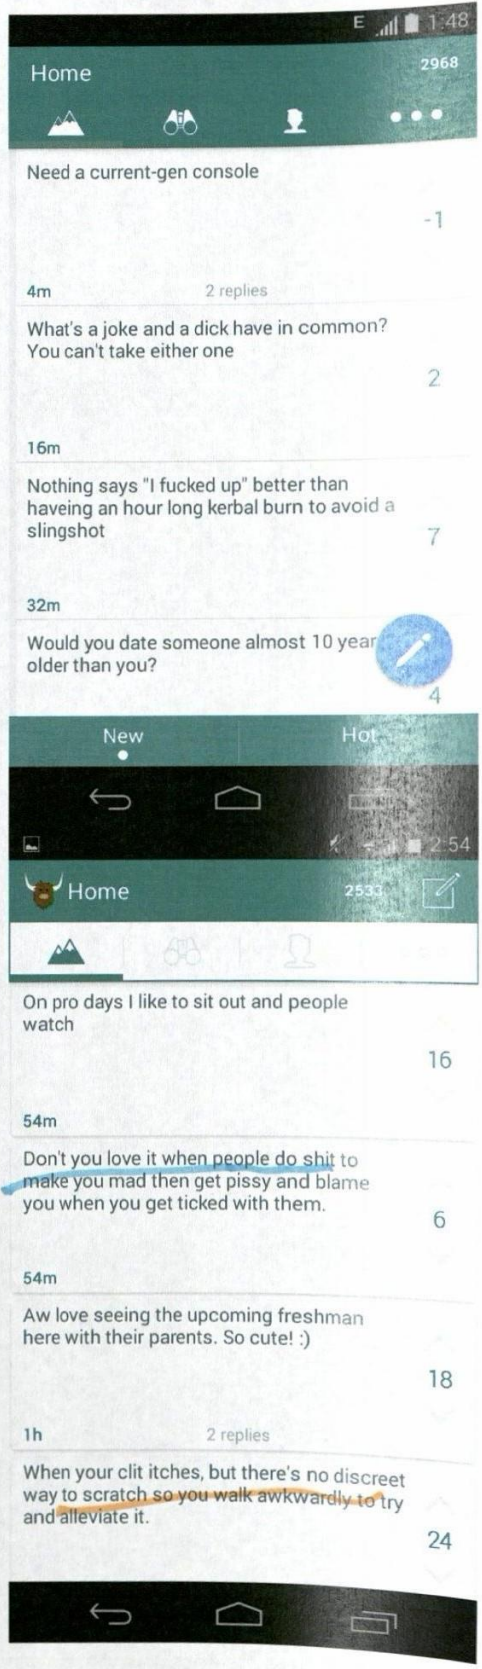 E 1:48
Home 2968
Need a current-gen console
-1
4m 2 replies
What's a joke and a dick have in common?
You can't take either one
2
16m
Nothing says "I fucked up" better than
haveing an hour long kerbal burn to avoid a
slingshot
7
32m
Would you date someone almost 10 year
older than you?
4
New Hot
2:54
Home 2533
On pro days I like to sit out and people
watch
16
54m
Don't you love it when people do shit to
make you mad then get pissy and blame
you when you get ticked with them.
6
54m
Aw love seeing the upcoming freshman
here with their parents. So cute! :)
18
1h 2 replies
When your clit itches, but there's no discreet
way to scratch so you walk awkwardly to try
and alleviate it.
24